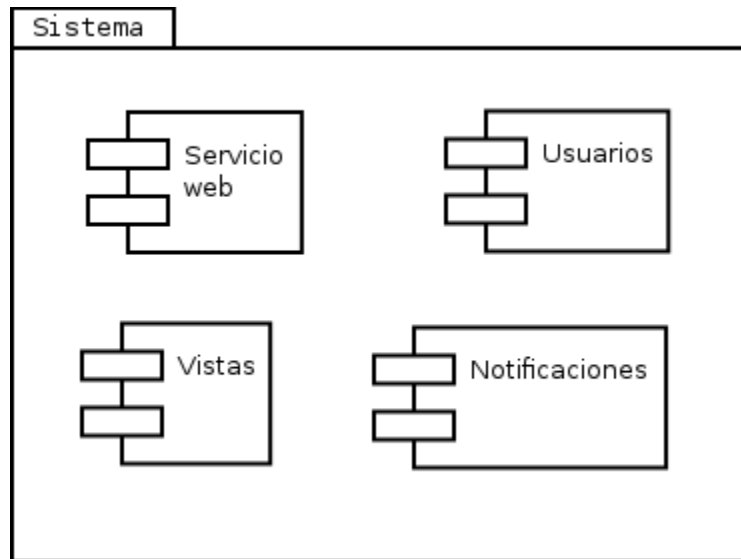 Sistema
Servicio
web
Usuarios
Vistas
Notificaciones